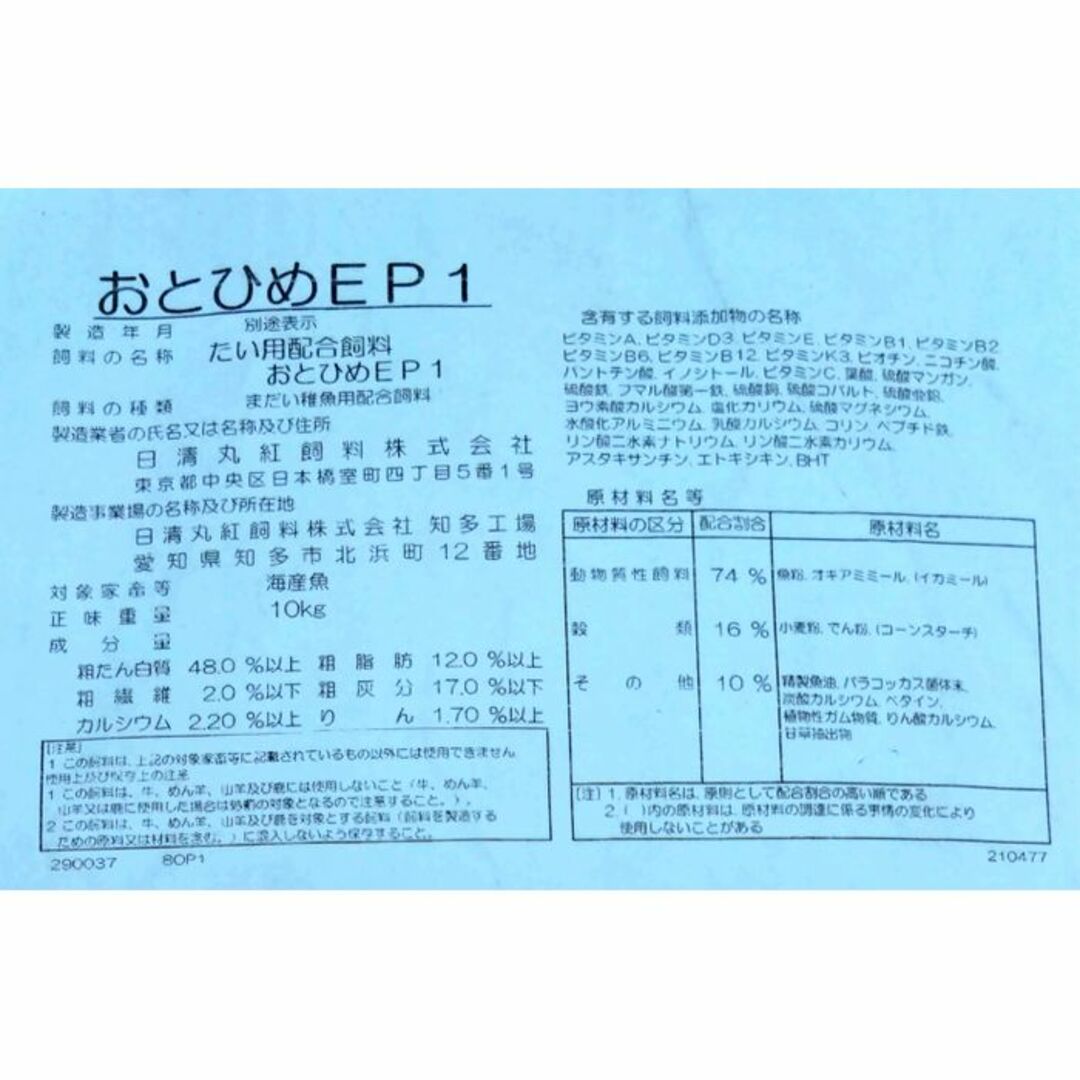 おとひめEP1
製造年月 別途表示
飼料の名称 たい用配合飼料
おとひめEP1
飼料の種類 まだい稚魚用配合飼料
製造業者の氏名又は名称及び住所
日清丸紅飼料株式会社
東京都中央区日本橋室町四丁目5番1号
製造事業場の名称及び所在地
日清丸紅飼料株式会社 知多工場
愛知県知多市北浜町12番地
対象家畜等 海産魚
正味重量 10kg
成分量
粗たん白質 48.0 %以上 粗脂肪 12.0 %以上
粗繊維 2.0 %以下 粗灰分 17.0 %以下
カルシウム 2.20 %以上 りん 1.70 %以上
[注意]
1 この飼料は、上記の対象家畜等に記載されているもの以外には使用できません
使用上及び保存上の注意
1 この飼料は、牛、めん羊、山羊及び鹿には使用しないこと(牛、めん羊、
山羊又は鹿に使用した場合は処罰の対象となるので注意すること。)。
2 この飼料は、牛、めん羊、山羊及び鹿を対象とする飼料(飼料を製造する
ための原料又は材料を含む。)に混入しないよう保存すること。
290037 8OP1
含有する飼料添加物の名称
ビタミンA, ビタミンD3, ビタミンE, ビタミンB1, ビタミンB2
ビタミンB6, ビタミンB12, ビタミンK3, ビオチン, ニコチン酸,
パントテン酸, イノシトール, ビタミンC, 葉酸, 硫酸マンガン,
硫酸鉄, フマル酸第一鉄, 硫酸銅, 硫酸コバルト, 硫酸亜鉛,
ヨウ素酸カルシウム, 塩化カリウム, 硫酸マグネシウム,
水酸化アルミニウム, 乳酸カルシウム, コリン, ペプチド鉄,
リン酸二水素ナトリウム, リン酸二水素カリウム,
アスタキサンチン, エトキシキン, BHT
原材料名等
原材料の区分 配合割合 原材料名
動物質性飼料 74 % 魚粉, オキアミミール, (イカミール)
穀類 16 % 小麦粉, でん粉, (コーンスターチ)
その他 10 % 精製魚油, パラコッカス菌体末,
炭酸カルシウム, ベタイン,
植物性ガム物質, りん酸カルシウム,
甘草抽出物
(注) 1. 原材料名は、原則として配合割合の高い順である
2. ( )内の原材料は、原材料の調達に係る事情の変化により
使用しないことがある
210477